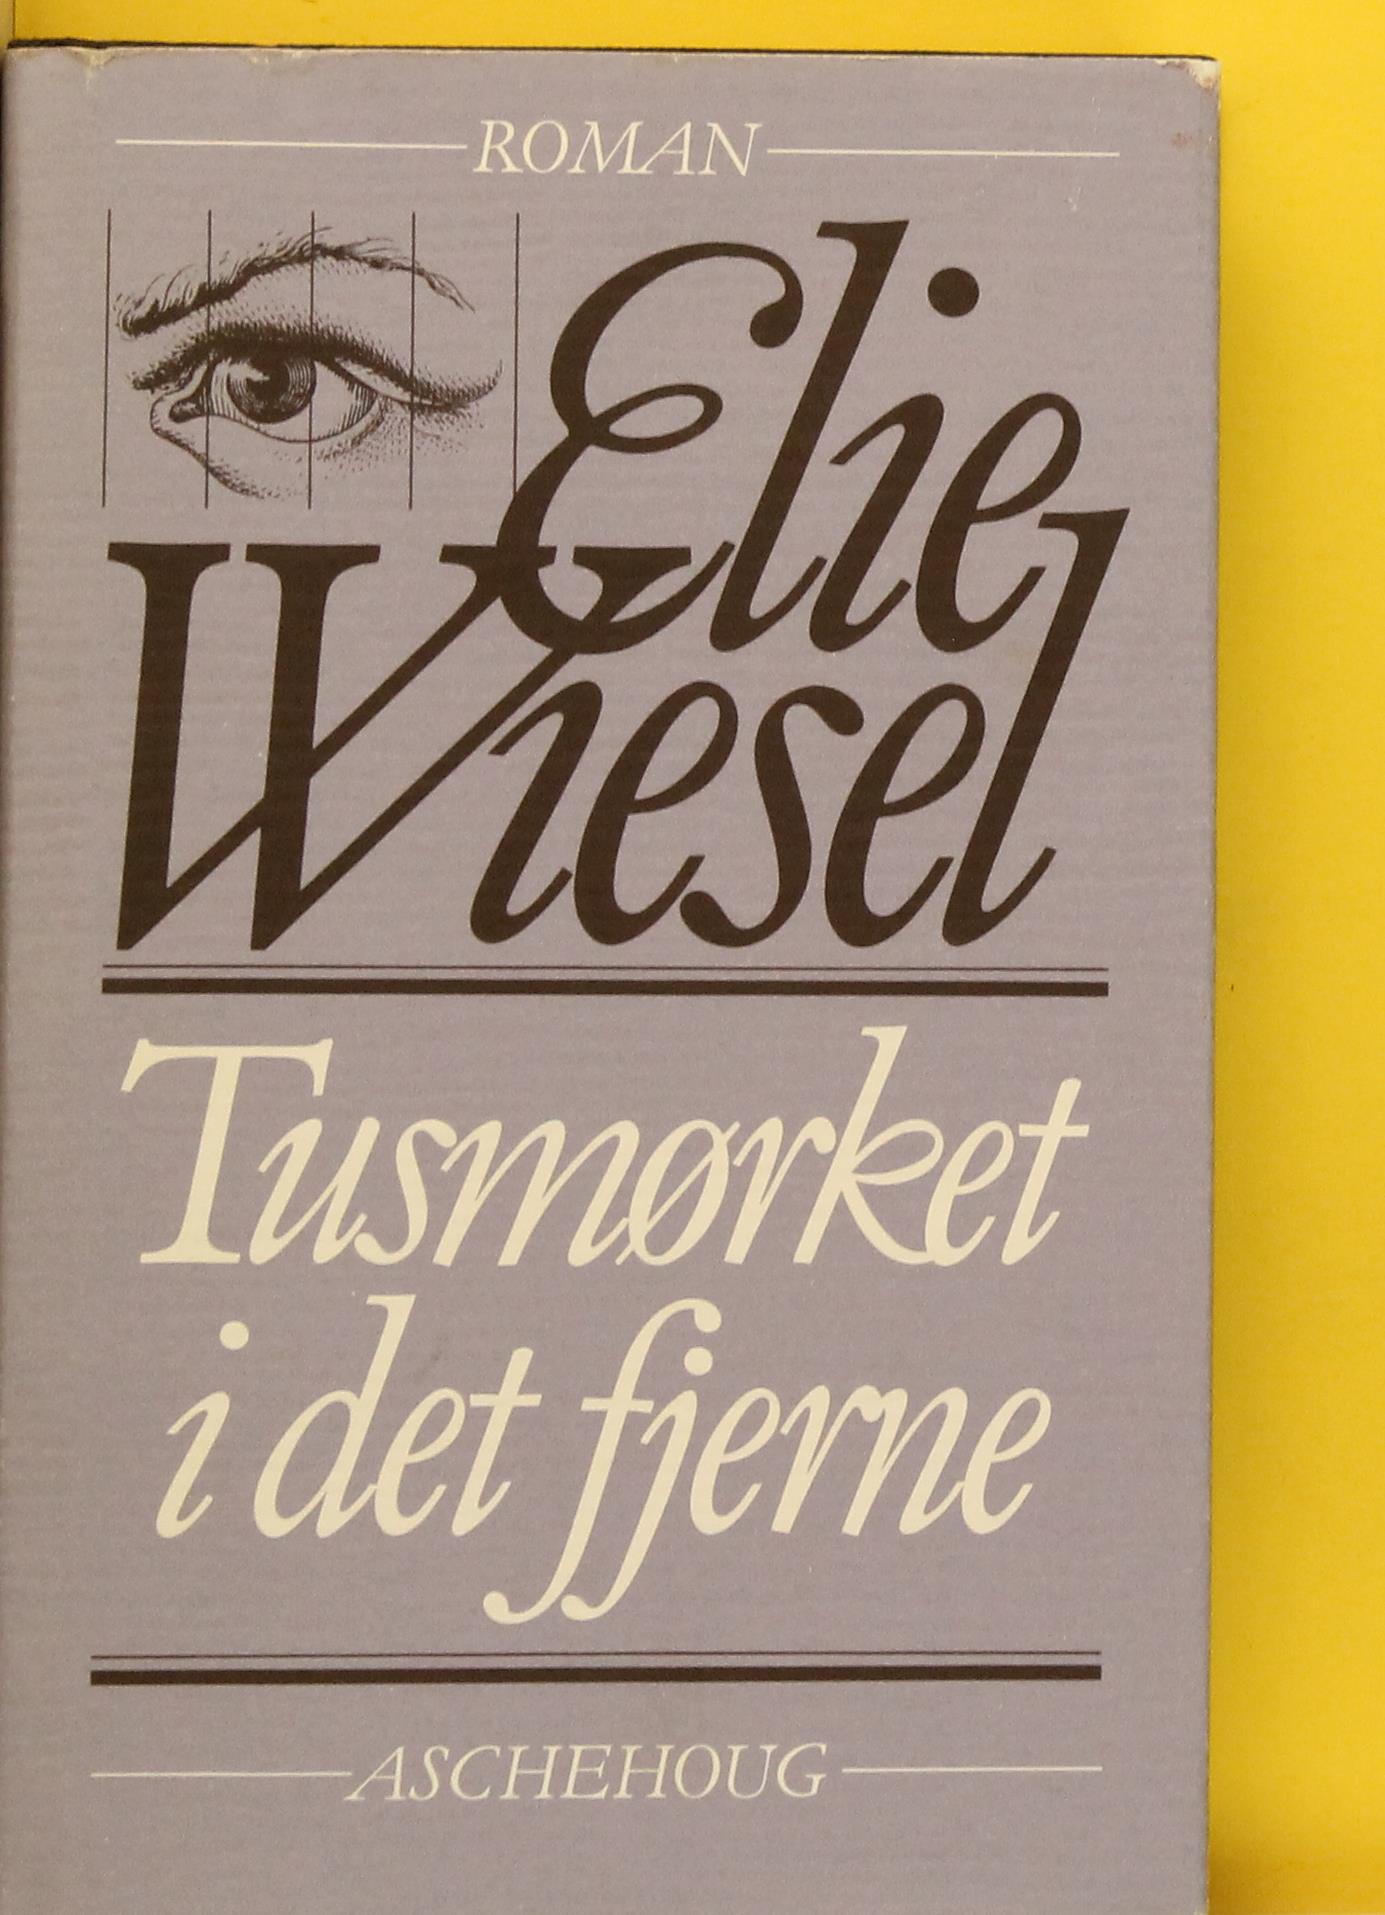 ROMAN
Elie
Wiesel
Tusmørket
i det fjerne
ASCHEHOUG